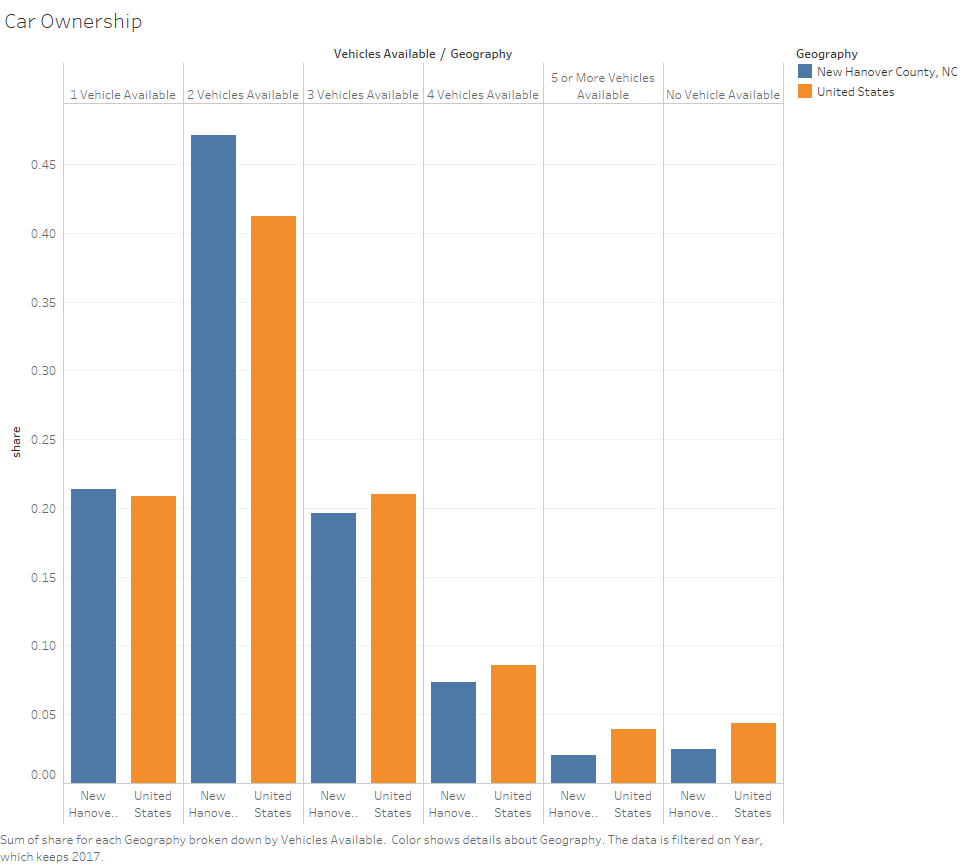 Car Ownership
Vehicles Available / Geography
1 Vehicle Available
2 Vehicles Available
3 Vehicles Available
4 Vehicles Available
5 or More Vehicles
Available
No Vehicle Available
Geography
New Hanover County, NC
United States
share
0.45
0.40
0.35
0.30
0.25
0.20
0.15
0.10
0.05
0.00
New
Hanove..
United
States
New
Hanove..
United
States
New
Hanove..
United
States
New
Hanove..
United
States
New
Hanove..
United
States
New
Hanove..
United
States
Sum of share for each Geography broken down by Vehicles Available.  Color shows details about Geography. The data is filtered on Year,
which keeps 2017.